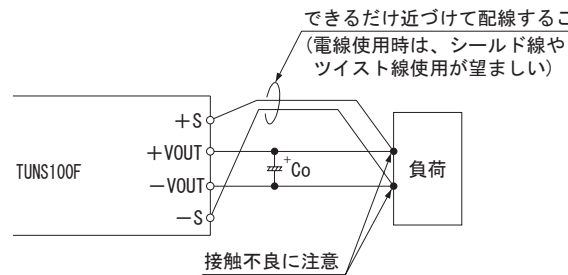 できるだけ近づけて配線するこ
(電線使用時は、シールド線や
ツイスト線使用が望ましい)
+S
+VOUT
TUNS100F
+Co
負荷
-VOUT
-S
接触不良に注意